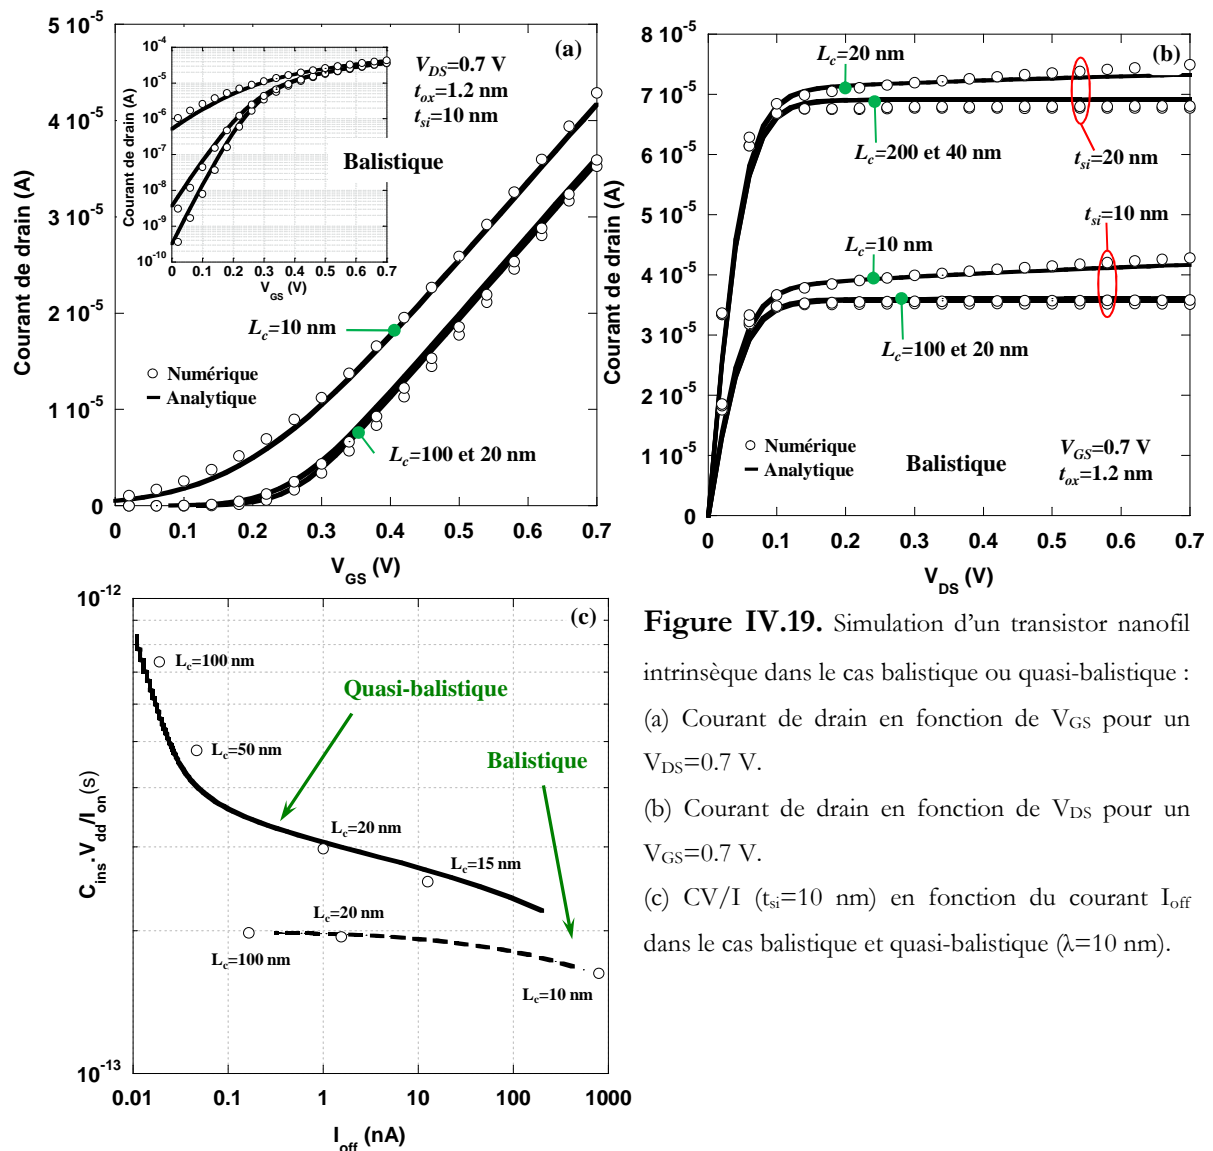 5 10-5
4 10-5
3 10-5
2 10-5
1 10-5
0
Courant de drain (A)
0 0.1 0.2 0.3 0.4 0.5 0.6 0.7
VGS (V)
(a)
VDS=0.7 V
tox=1.2 nm
tsi=10 nm
10-4
10-5
10-6
10-7
10-8
10-9
10-10
Courant de drain (A)
0 0.1 0.2 0.3 0.4 0.5 0.6 0.7
VGS (V)
Balistique
Lc=10 nm
Numérique
Analytique
Lc=100 et 20 nm
8 10-5
7 10-5
6 10-5
5 10-5
4 10-5
3 10-5
2 10-5
1 10-5
0
Courant de drain (A)
0 0.1 0.2 0.3 0.4 0.5 0.6 0.7
VDS (V)
(b)
Lc=20 nm
Lc=200 et 40 nm
tsi=20 nm
tsi=10 nm
Lc=10 nm
Lc=100 et 20 nm
Numérique
Analytique
Balistique
VGS=0.7 V
tox=1.2 nm
10-12
10-13
Cins.Vdd/Ion(s)
0.01 0.1 1 10 100 1000
Ioff (nA)
(c)
Lc=100 nm
Quasi-balistique
Lc=50 nm
Balistique
Lc=20 nm
Lc=15 nm
Lc=20 nm
Lc=100 nm
Lc=10 nm
Figure IV.19. Simulation d'un transistor nanofil
intrinsèque dans le cas balistique ou quasi-balistique :
(a) Courant de drain en fonction de VGS pour un
VDS=0.7 V.
(b) Courant de drain en fonction de VDS pour un
VGS=0.7 V.
(c) CV/I (tsi=10 nm) en fonction du courant Ioff
dans le cas balistique et quasi-balistique (λ=10 nm).